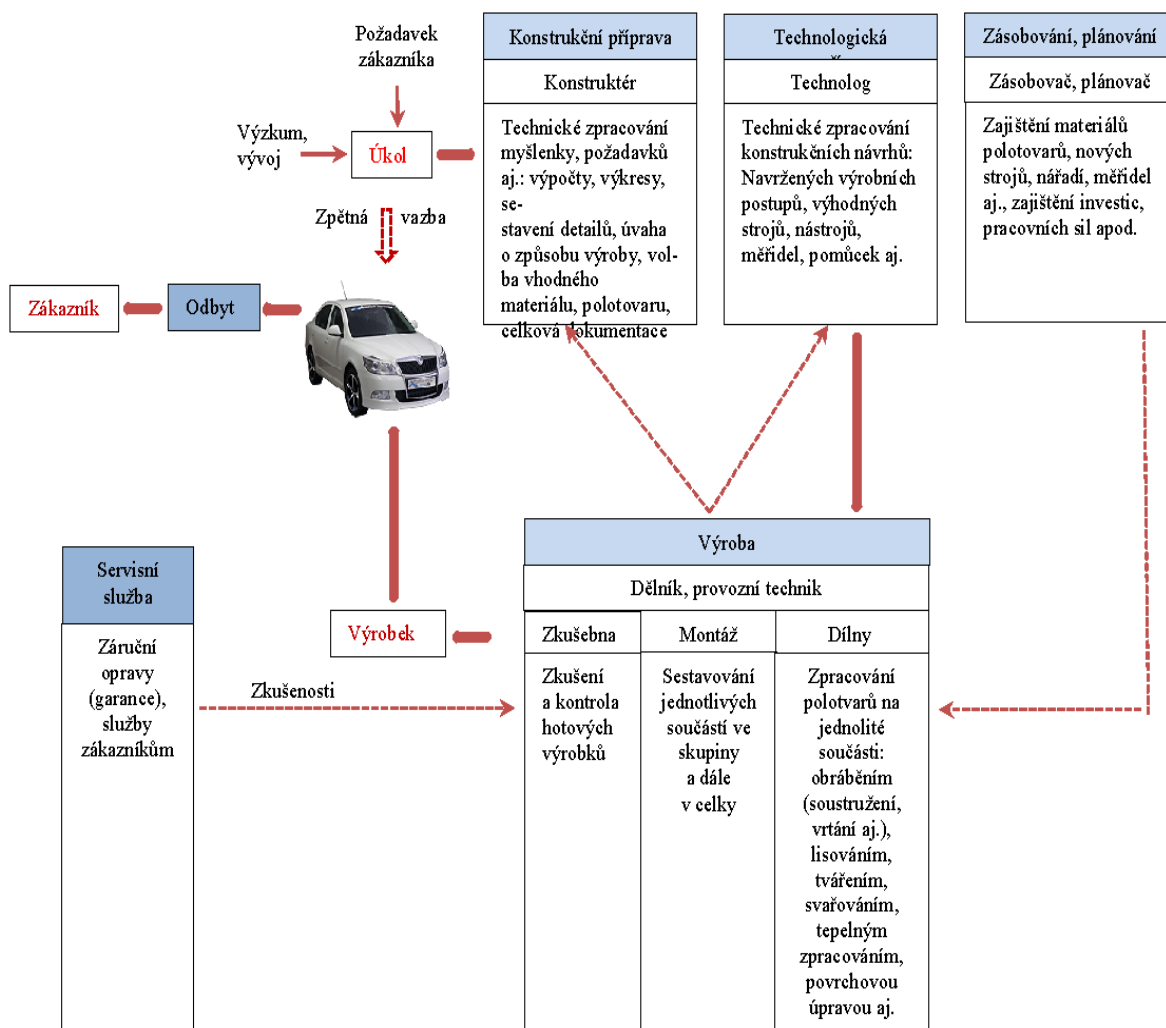 Požadavek
zákazníka
Výzkum,
vývoj
Úkol
Zpětná vazba
Zákazník
Odbyt
Konstrukční příprava
Konstruktér
Technické zpracování
myšlenky, požadavků
aj.: výpočty, výkresy,
se-
stavení detailů, úvaha
o způsobu výroby, vol-
ba vhodného
materiálu, polotovaru,
celková dokumentace
Technologická
Technolog
Technické zpracování
konstrukčních návrhů:
Navržených výrobních
postupů, výhodných
strojů, nástrojů,
měřidel, pomůcek aj.
Zásobování, plánování
Zásobovač, plánovač
Zajištění materiálů
polotovarů, nových
strojů, nářadí, měřidel
aj., zajištění investic,
pracovních sil apod.
Servisní
služba
Záruční
opravy
(garance),
služby
zákazníkům
Zkušenosti
Výrobek
Výroba
Dělník, provozní technik
Zkušebna
Zkušení
a kontrola
hotových
výrobků
Montáž
Sestavování
jednotlivých
součástí ve
skupiny
a dále
v celky
Dílny
Zpracování
polotvarů na
jednolité
součásti:
obráběním
(soustružení,
vrtání aj.),
lisováním,
tvářením,
svařováním,
tepelným
zpracováním,
povrchovou
úpravou aj.